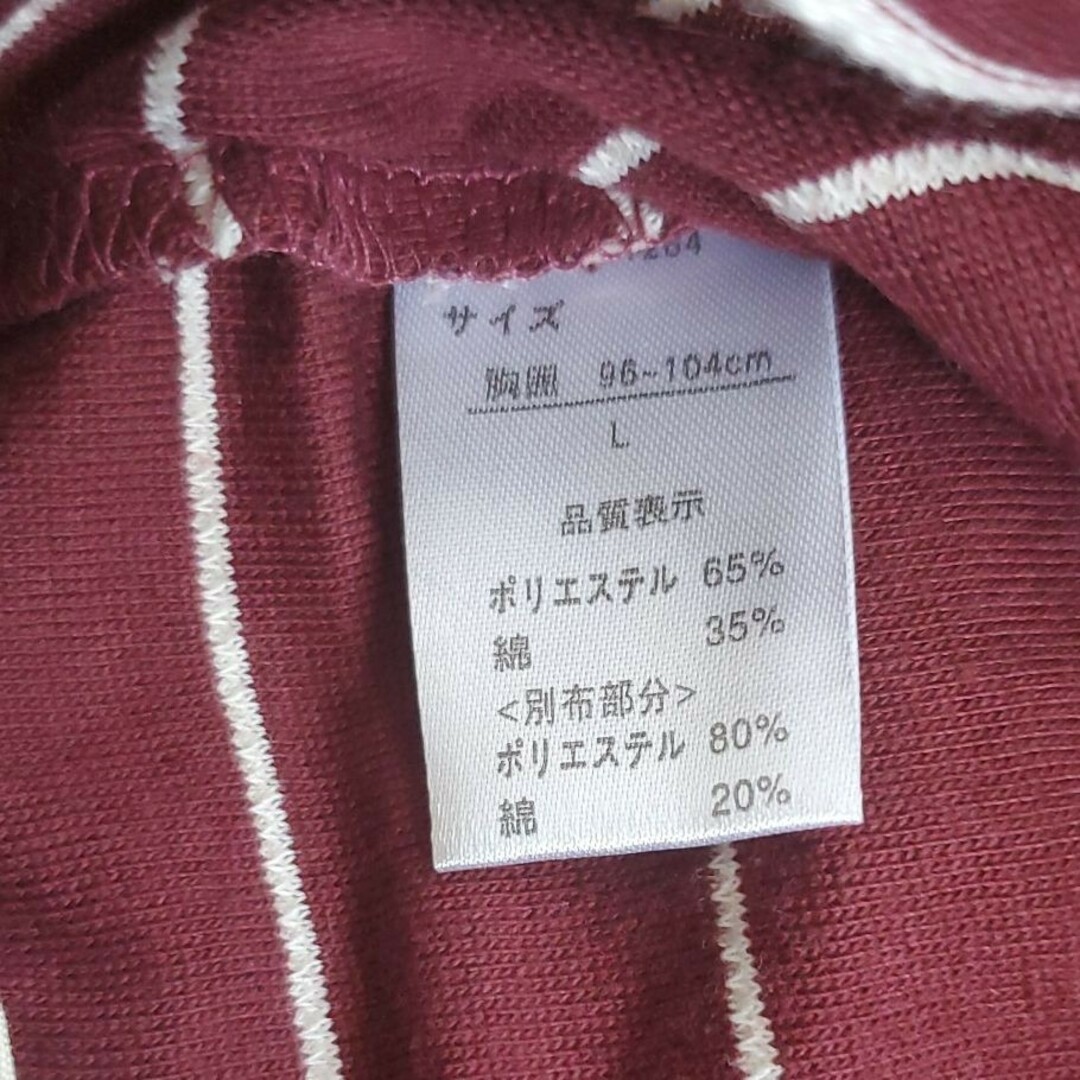 サイズ
胸囲 96~104cm
L
品質表示
ポリエステル 65%
綿 35%
<別布部分>
ポリエステル 80%
綿 20%